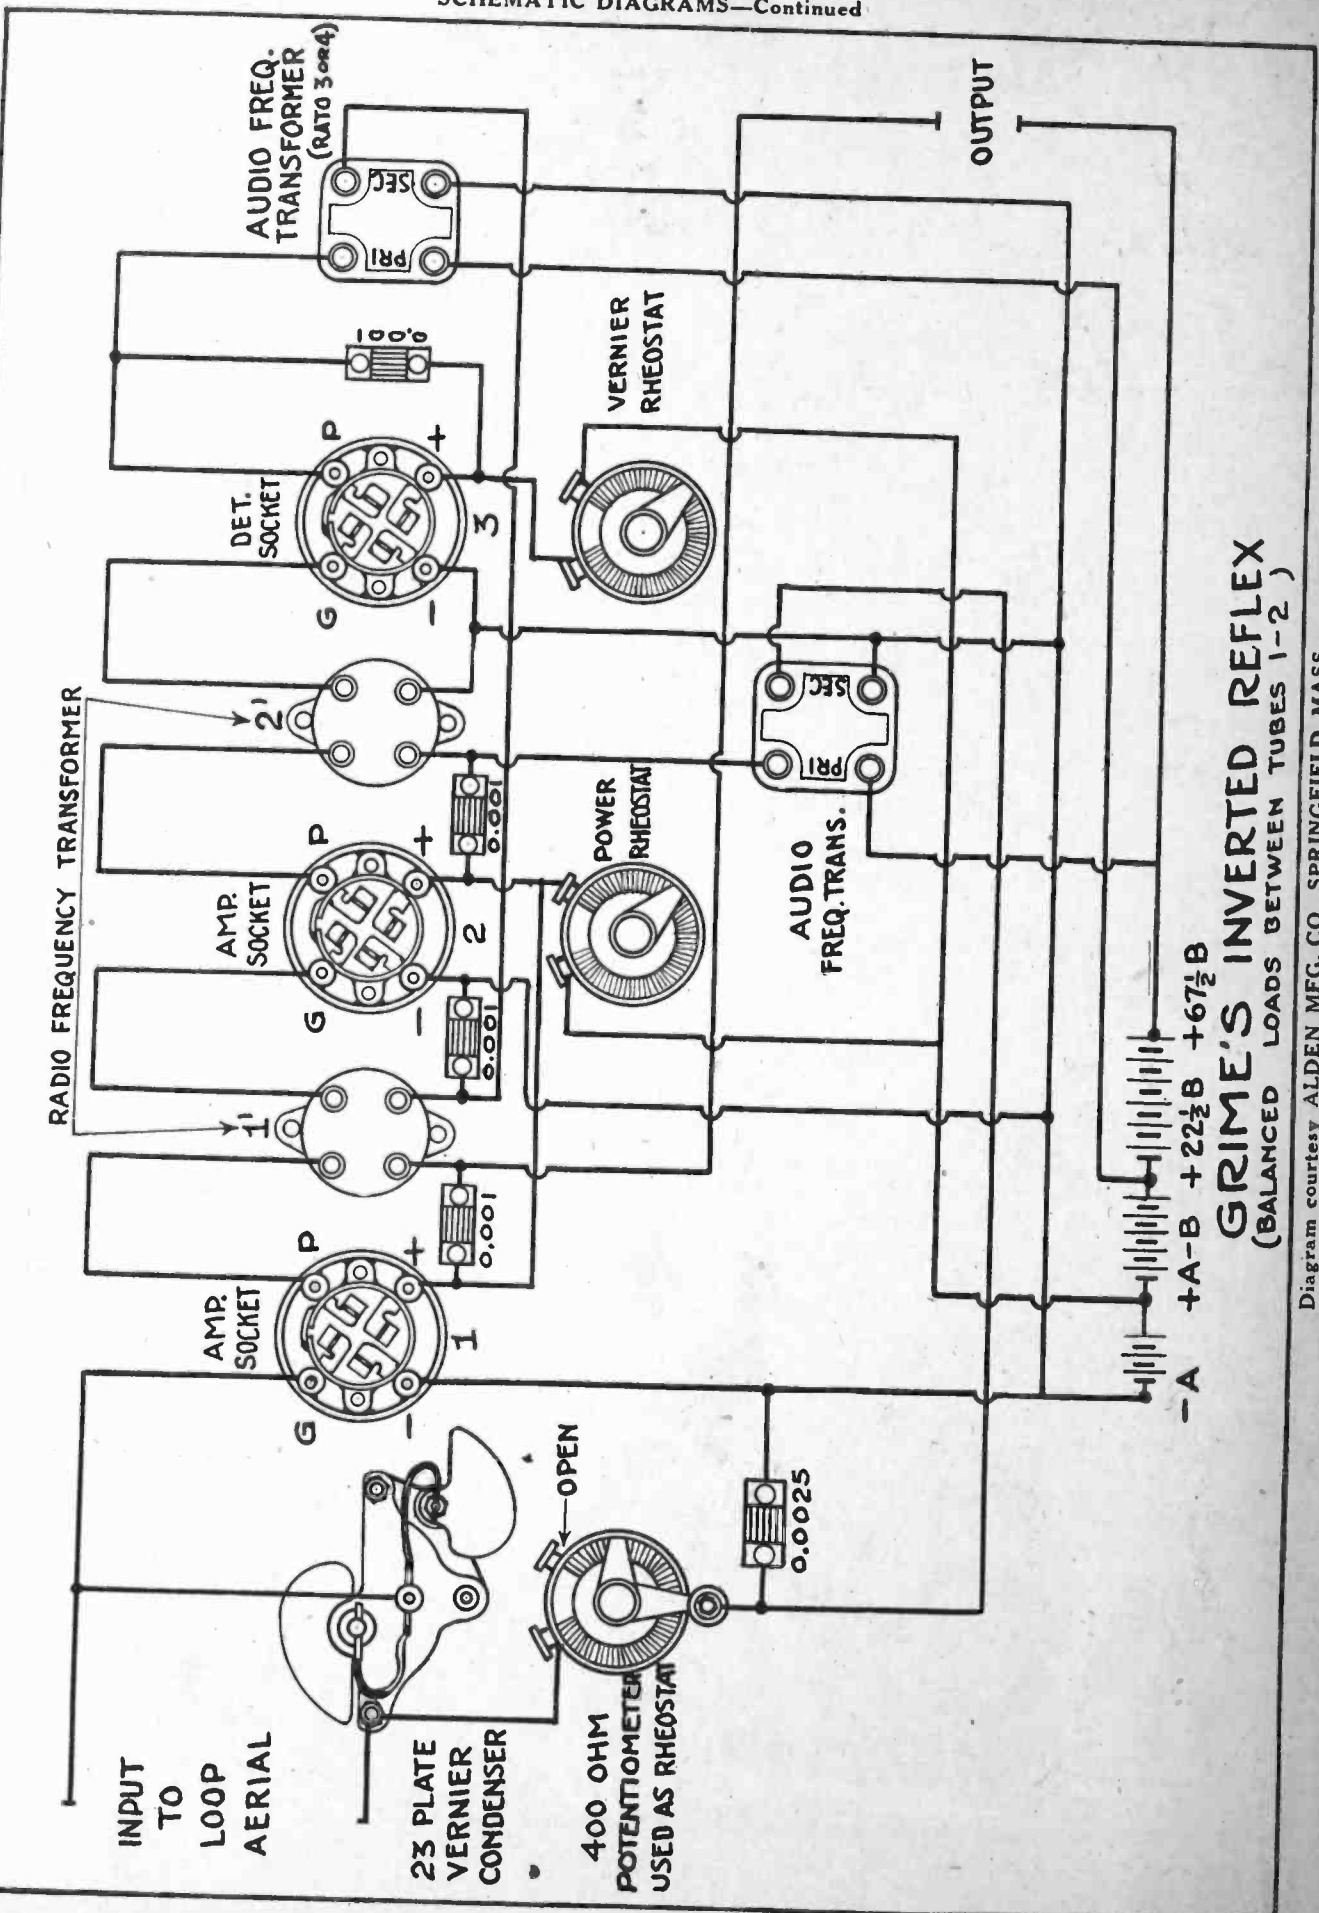 SCHEMATIC DIAGRAMS—Continued
INPUT
TO
LOOP
AERIAL
23 PLATE
VERNIER
CONDENSER
400 OHM
POTENTIOMETER
USED AS RHEOSTAT
OPEN
0.0025
RADIO FREQUENCY TRANSFORMER
AMP.
SOCKET
G
P
-
+
1
0.001
1'
AMP.
SOCKET
G
P
-
+
2
0.001
0.001
2'
DET.
SOCKET
G
P
-
+
3
0.001
AUDIO FREQ.
TRANSFORMER
(RATO 3 OR 4)
PRI
SEC
POWER
RHEOSTAT
VERNIER
RHEOSTAT
AUDIO
FREQ. TRANS.
PRI
SEC
OUTPUT
-A +A-B +22½B +67½B
GRIME'S INVERTED REFLEX
(BALANCED LOADS BETWEEN TUBES 1-2 )
Diagram courtesy ALDEN MFG. CO. SPRINGFIELD MASS